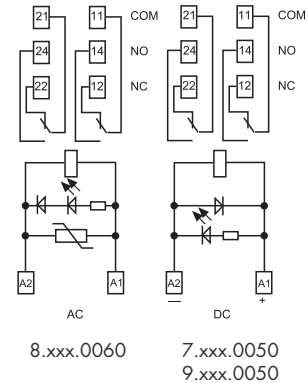 21 11 COM 21 11 COM
24 14 NO 24 14 NO
22 12 NC 22 12 NC
A2 A1 A2 A1
— +
AC DC
8.xxx.0060 7.xxx.0050
9.xxx.0050